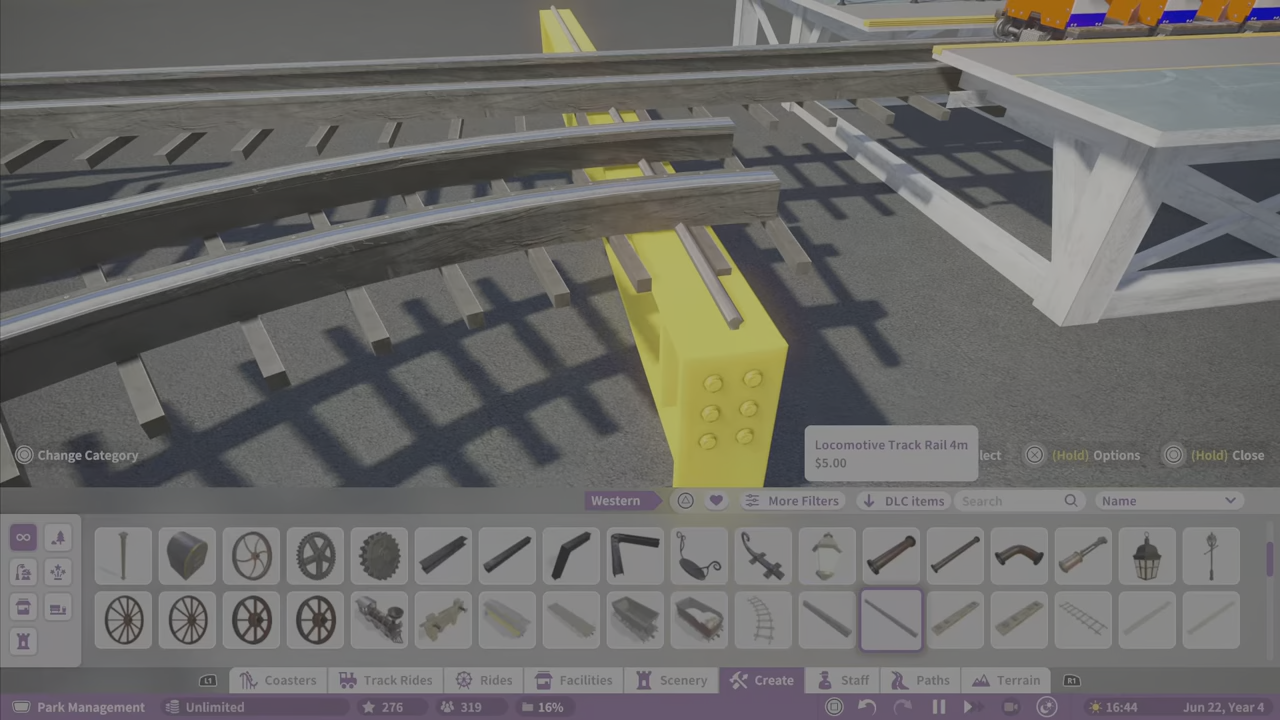 Change Category
Locomotive Track Rail 4m
$5.00
lect
(Hold) Options
(Hold) Close
Western
More Filters
DLC items
Search
Name
L1
Coasters
Track Rides
Rides
Facilities
Scenery
Create
Staff
Paths
Terrain
R1
Park Management
Unlimited
276
319
16%
16:44
Jun 22, Year 4